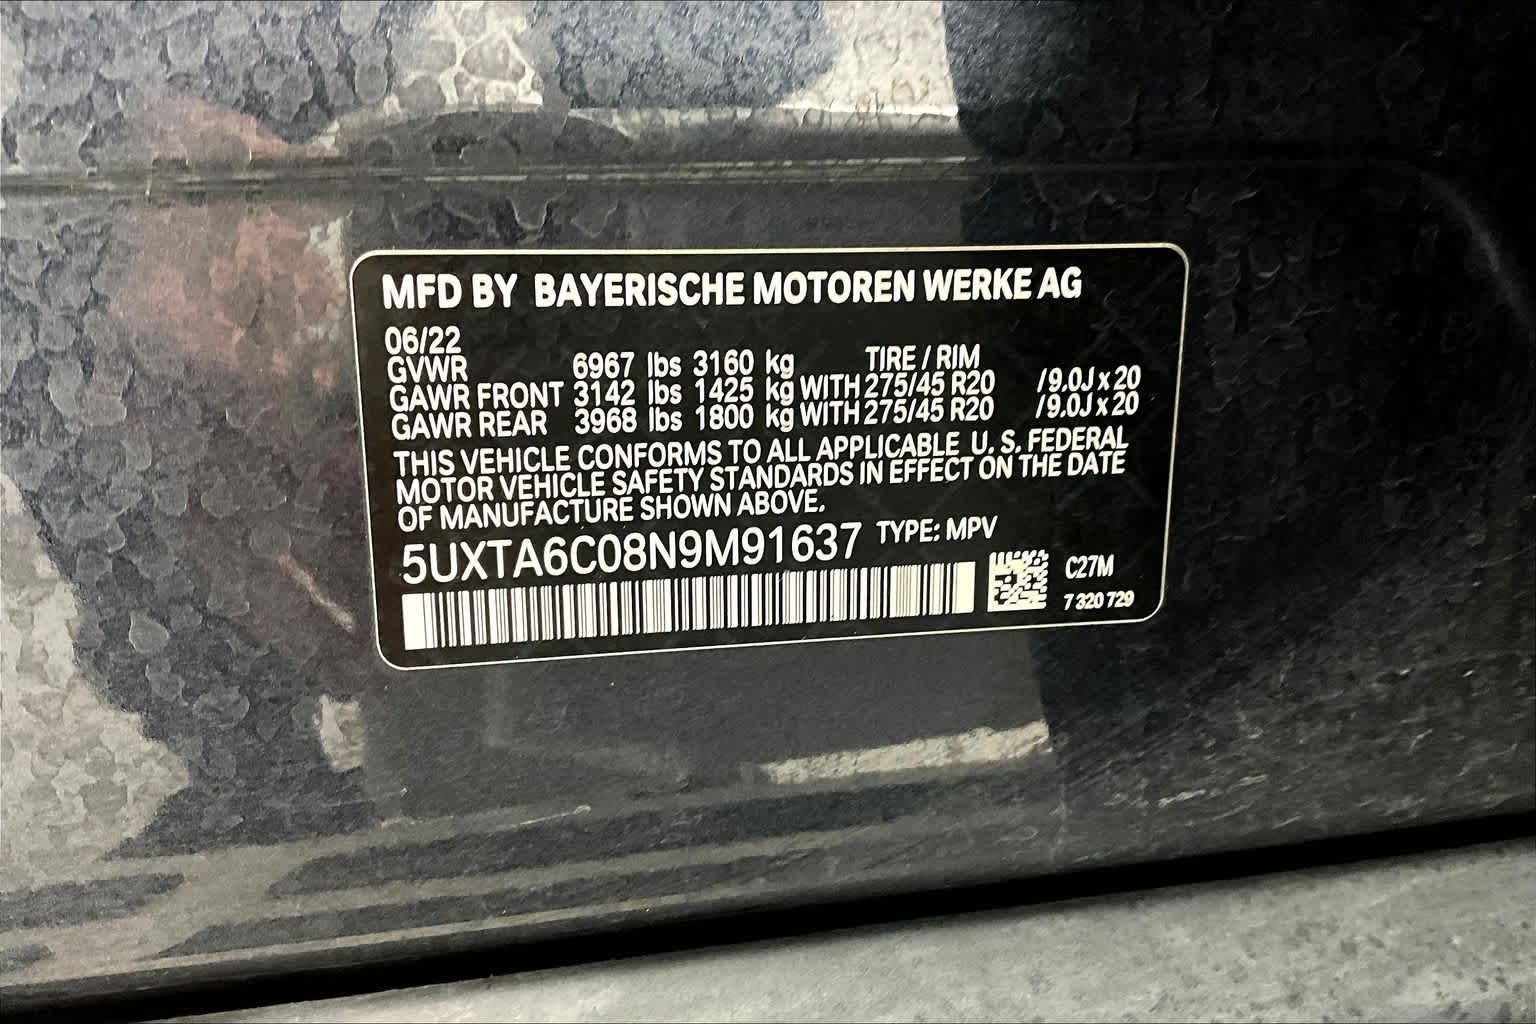 MFD BY BAYERISCHE MOTOREN WERKE AG
06/22
GVWR 6967 lbs 3160 kg TIRE / RIM
GAWR FRONT 3142 lbs 1425 kg WITH 275/45 R20 / 9.0J x 20
GAWR REAR 3968 lbs 1800 kg WITH 275/45 R20 / 9.0J x 20
THIS VEHICLE CONFORMS TO ALL APPLICABLE U. S. FEDERAL
MOTOR VEHICLE SAFETY STANDARDS IN EFFECT ON THE DATE
OF MANUFACTURE SHOWN ABOVE.
5UXTA6C08N9M91637 TYPE: MPV
C27M
7 320 729